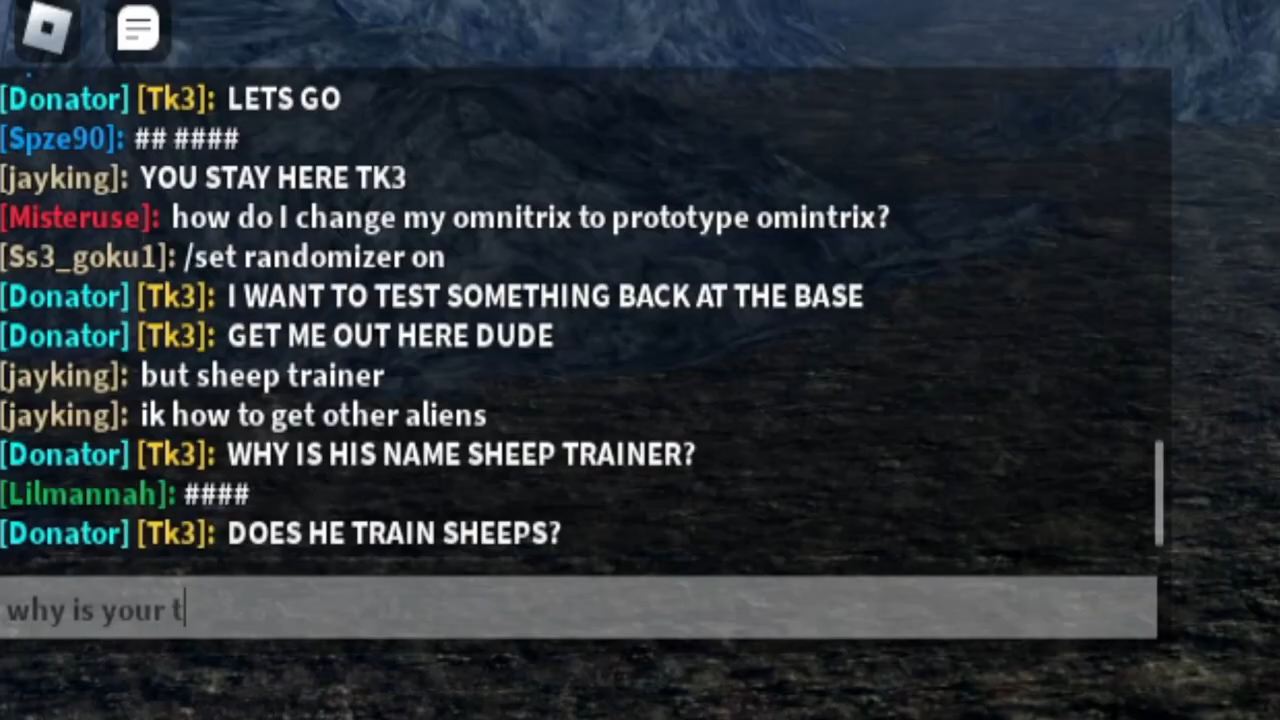 [Donator] [Tk3]: LETS GO
[Spze90]: ## ####
[jayking]: YOU STAY HERE TK3
[Misteruse]: how do I change my omnitrix to prototype omintrix?
[Ss3_goku1]: /set randomizer on
[Donator] [Tk3]: I WANT TO TEST SOMETHING BACK AT THE BASE
[Donator] [Tk3]: GET ME OUT HERE DUDE
[jayking]: but sheep trainer
[jayking]: ik how to get other aliens
[Donator] [Tk3]: WHY IS HIS NAME SHEEP TRAINER?
[Lilmannah]: ####
[Donator] [Tk3]: DOES HE TRAIN SHEEPS?
why is your t